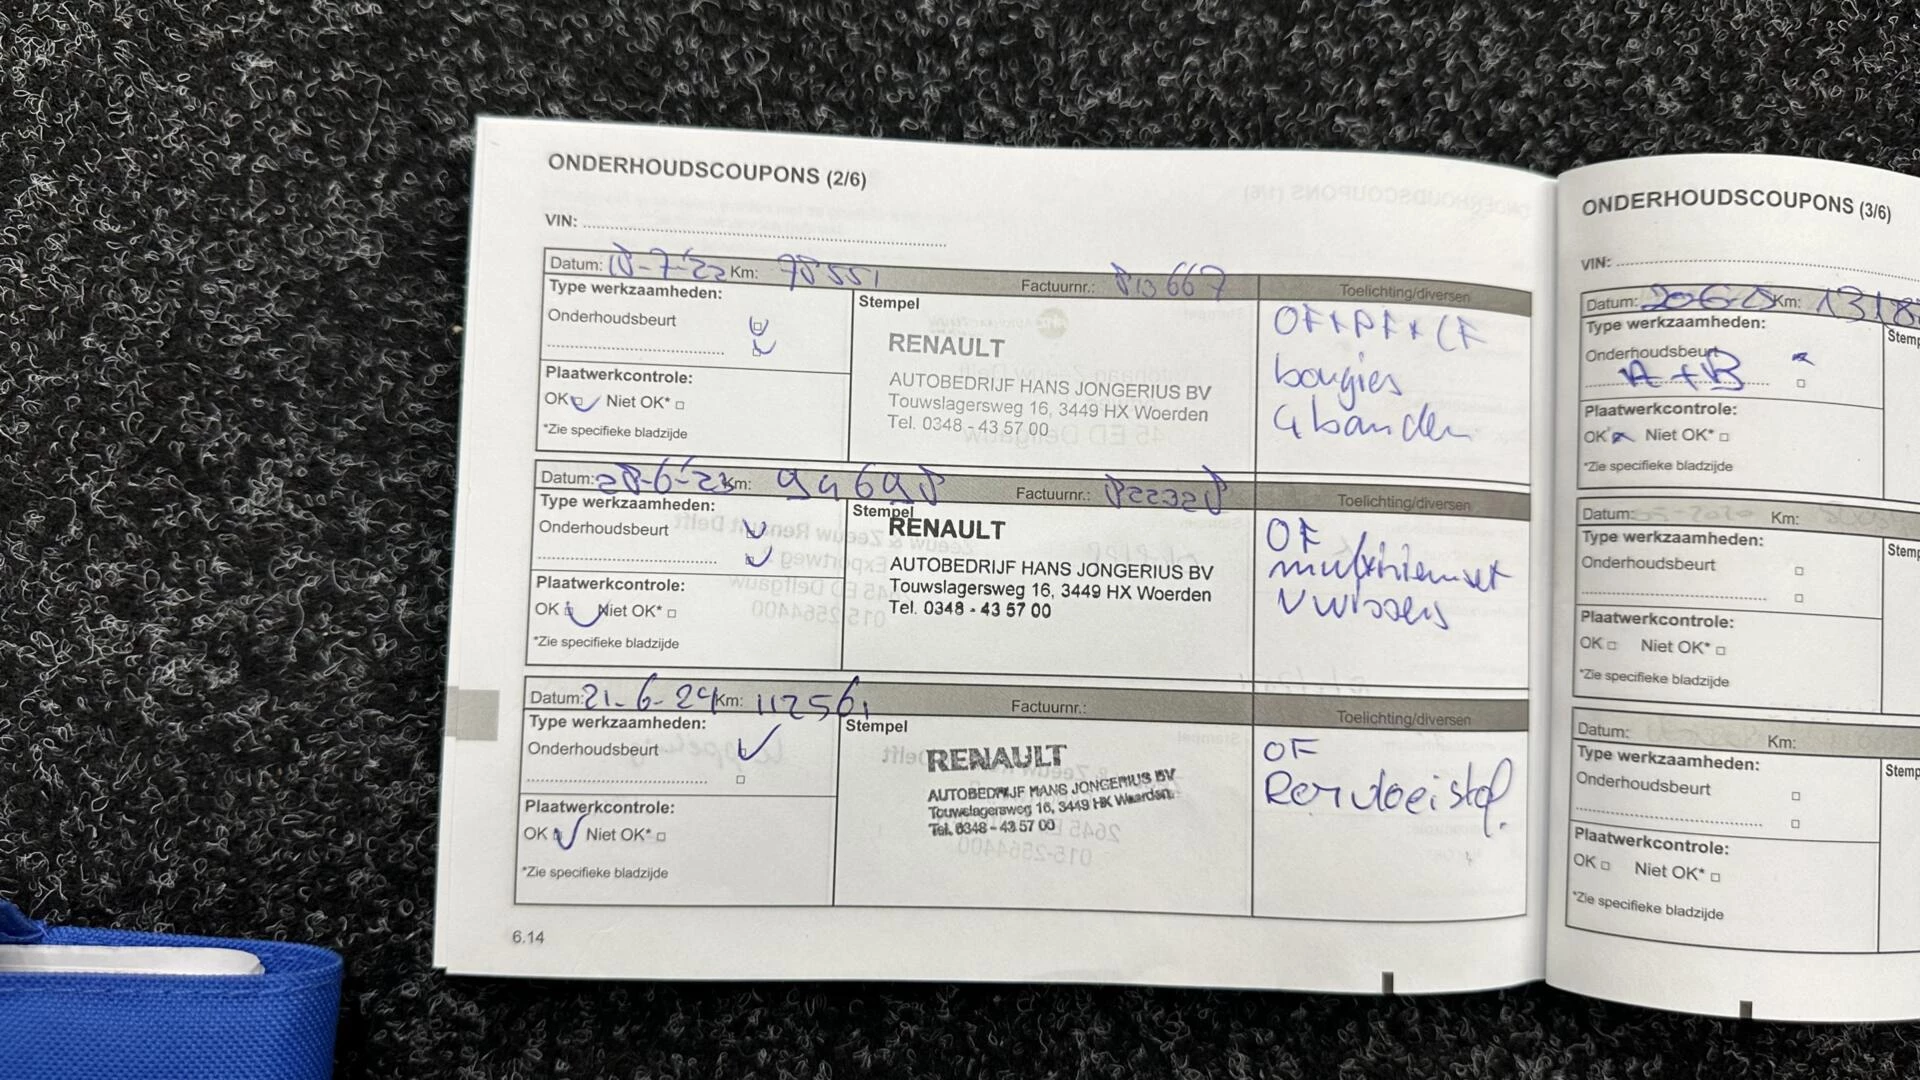 ONDERHOUDSCOUPONS (2/6)
VIN:
Datum: 18-7-'22 Km: 78551 Factuurnr.: 813667 Toelichting/diversen
Type werkzaamheden:
Stempel
Onderhoudsbeurt
Plaatwerkcontrole:
OK Niet OK*
*Zie specifieke bladzijde
RENAULT
AUTOBEDRIJF HANS JONGERIUS BV
Touwslagersweg 16, 3449 HX Woerden
Tel. 0348 - 43 57 00
OF + PF + CF
bougies
4 banden
Datum: 28-6-'23 Km: 94698 Factuurnr.: 822328 Toelichting/diversen
Type werkzaamheden:
Stempel
Onderhoudsbeurt
Plaatwerkcontrole:
OK Niet OK*
*Zie specifieke bladzijde
RENAULT
AUTOBEDRIJF HANS JONGERIUS BV
Touwslagersweg 16, 3449 HX Woerden
Tel. 0348 - 43 57 00
OF
multiriemset
Datum: 21-6-24 Km: 112561 Factuurnr.: Toelichting/diversen
Type werkzaamheden:
Stempel
Onderhoudsbeurt
Plaatwerkcontrole:
OK Niet OK*
*Zie specifieke bladzijde
RENAULT
AUTOBEDRIJF HANS JONGERIUS BV
Touwslagersweg 16, 3449 HX Woerden
Tel. 0348 - 43 57 00
OF
Remvloeistof.
6.14
ONDERHOUDSCOUPONS (3/6)
VIN:
Datum: Km:
Type werkzaamheden:
Stemp
Onderhoudsbeurt
A + B
Plaatwerkcontrole:
OK Niet OK*
*Zie specifieke bladzijde
Datum: Km:
Type werkzaamheden:
Stemp
Onderhoudsbeurt
Plaatwerkcontrole:
OK Niet OK*
*Zie specifieke bladzijde
Datum: Km:
Type werkzaamheden:
Stemp
Onderhoudsbeurt
Plaatwerkcontrole:
OK Niet OK*
*Zie specifieke bladzijde